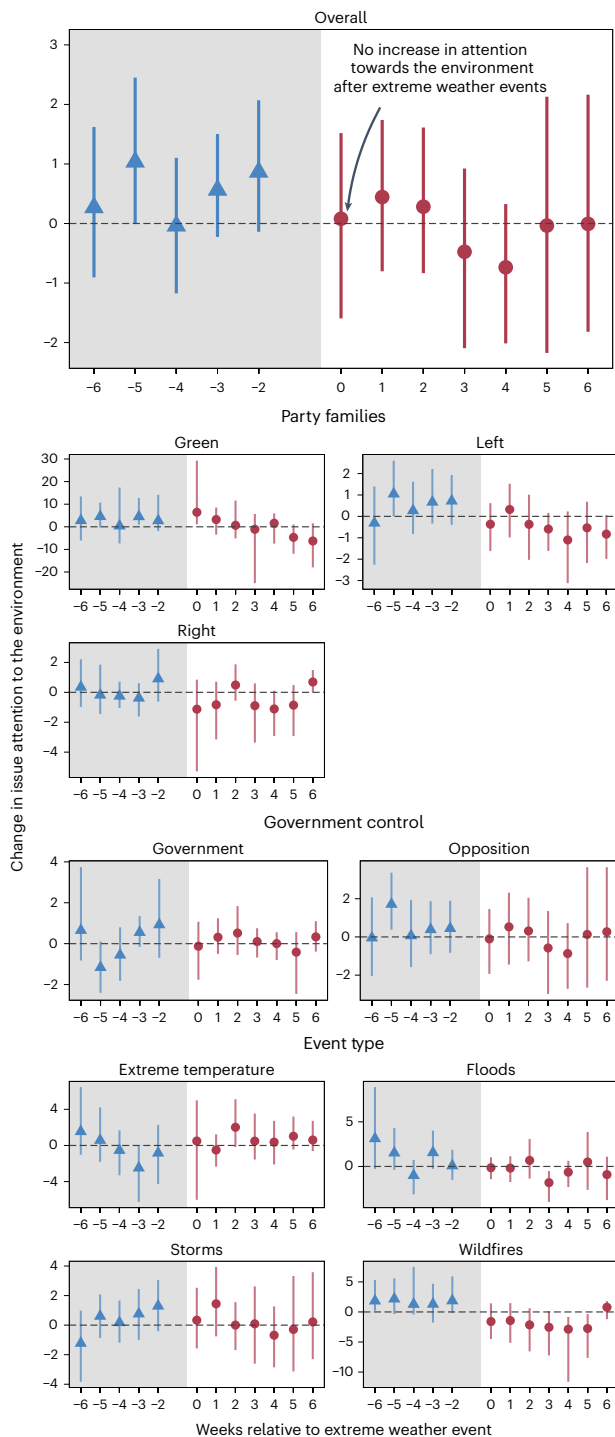 Overall
No increase in attention
towards the environment
after extreme weather events
3
2
1
0
−1
−2
−6 −5 −4 −3 −2 0 1 2 3 4 5 6
Change in issue attention to the environment
Party families
Green
30
20
10
0
−10
−20
−6 −5 −4 −3 −2 0 1 2 3 4 5 6
Left
2
1
0
−1
−2
−3
−6 −5 −4 −3 −2 0 1 2 3 4 5 6
Right
2
0
−2
−4
−6 −5 −4 −3 −2 0 1 2 3 4 5 6
Government control
Government
4
2
0
−2
−6 −5 −4 −3 −2 0 1 2 3 4 5 6
Opposition
2
0
−2
−6 −5 −4 −3 −2 0 1 2 3 4 5 6
Event type
Extreme temperature
4
0
−4
−6 −5 −4 −3 −2 0 1 2 3 4 5 6
Floods
5
0
−6 −5 −4 −3 −2 0 1 2 3 4 5 6
Storms
4
2
0
−2
−4
−6 −5 −4 −3 −2 0 1 2 3 4 5 6
Wildfires
5
0
−5
−10
−6 −5 −4 −3 −2 0 1 2 3 4 5 6
Weeks relative to extreme weather event